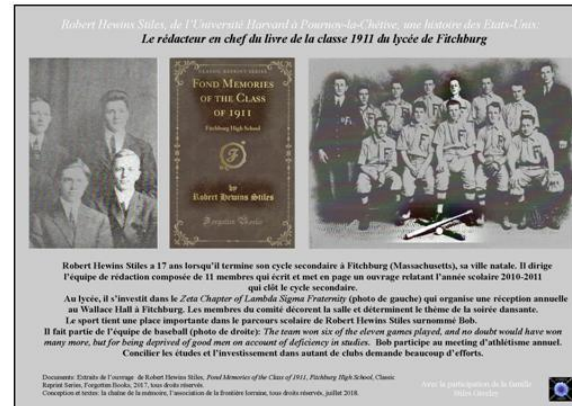 Robert Hewins Stiles, de l'Université Harvard à Pournoy-la-Chétive, une histoire des Etats-Unis:
Le rédacteur en chef du livre de la classe 1911 du lycée de Fitchburg
CLASSIC REPRINT SERIES
FOND MEMORIES
OF THE CLASS
OF 1911
Fitchburg High School
by
Robert Hewins Stiles
Forgotten Books
Robert Hewins Stiles a 17 ans lorsqu'il termine son cycle secondaire à Fitchburg (Massachusetts), sa ville natale. Il dirige
l'équipe de rédaction composée de 11 membres qui écrit et met en page un ouvrage relatant l'année scolaire 2010-2011
qui clôt le cycle secondaire.
Au lycée, il s'investit dans le Zeta Chapter of Lambda Sigma Fraternity (photo de gauche) qui organise une réception annuelle
au Wallace Hall à Fitchburg. Les membres du comité décorent la salle et déterminent le thème de la soirée dansante.
Le sport tient une place importante dans le parcours scolaire de Robert Hewins Stiles surnommé Bob.
Il fait partie de l'équipe de baseball (photo de droite): The team won six of the eleven games played, and no doubt would have won
many more, but for being deprived of good men on account of deficiency in studies. Bob participe au meeting d'athlétisme annuel.
Concilier les études et l'investissement dans autant de clubs demande beaucoup d'efforts.
Documents: Extraits de l'ouvrage de Robert Hewins Stiles, Fond Memories of the Class of 1911, Fitchburg High School, Classic
Reprint Series, Forgotten Books, 2017, tous droits réservés.
Conception et textes: la chaîne de la mémoire, l'association de la frontière lorraine, tous droits réservés, juillet 2018.
Avec la participation de la famille
Stiles Greeley